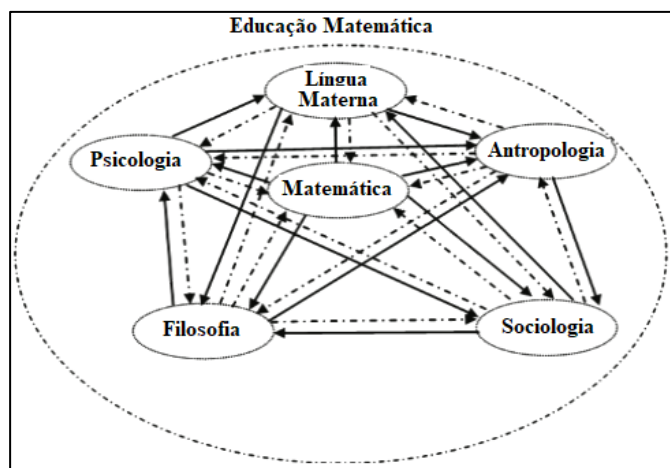 Educação Matemática
Língua
Materna
Psicologia
Antropologia
Matemática
Filosofia
Sociologia